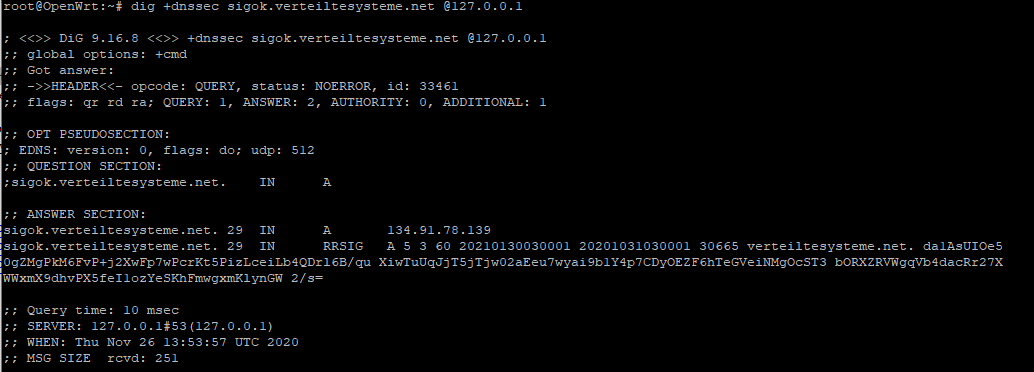 root@OpenWrt:~# dig +dnssec sigok.verteiltesysteme.net @127.0.0.1
; <<>> DiG 9.16.8 <<>> +dnssec sigok.verteiltesysteme.net @127.0.0.1
;; global options: +cmd
;; Got answer:
;; ->>HEADER<<- opcode: QUERY, status: NOERROR, id: 33461
;; flags: qr rd ra; QUERY: 1, ANSWER: 2, AUTHORITY: 0, ADDITIONAL: 1
;; OPT PSEUDOSECTION:
; EDNS: version: 0, flags: do; udp: 512
;; QUESTION SECTION:
;sigok.verteiltesysteme.net. IN A
;; ANSWER SECTION:
sigok.verteiltesysteme.net. 29 IN A 134.91.78.139
sigok.verteiltesysteme.net. 29 IN RRSIG A 5 3 60 20210130030001 20201031030001 30665 verteiltesysteme.net. dalAsUIOe5
0gZMgPkM6FvP+j2XwFp7wPcrKt5PizLceiLb4QDrl6B/qu XiwTuUqJjT5jTjw02aEeu7wyai9b1Y4p7CDyOEZF6hTeGVeiNMgOcST3 bORXZRVWgqVb4dacRr27X
WWxmX9dhvPX5feIlozYeSKhFmwgxmKlynGW 2/s=
;; Query time: 10 msec
;; SERVER: 127.0.0.1#53(127.0.0.1)
;; WHEN: Thu Nov 26 13:53:57 UTC 2020
;; MSG SIZE rcvd: 251